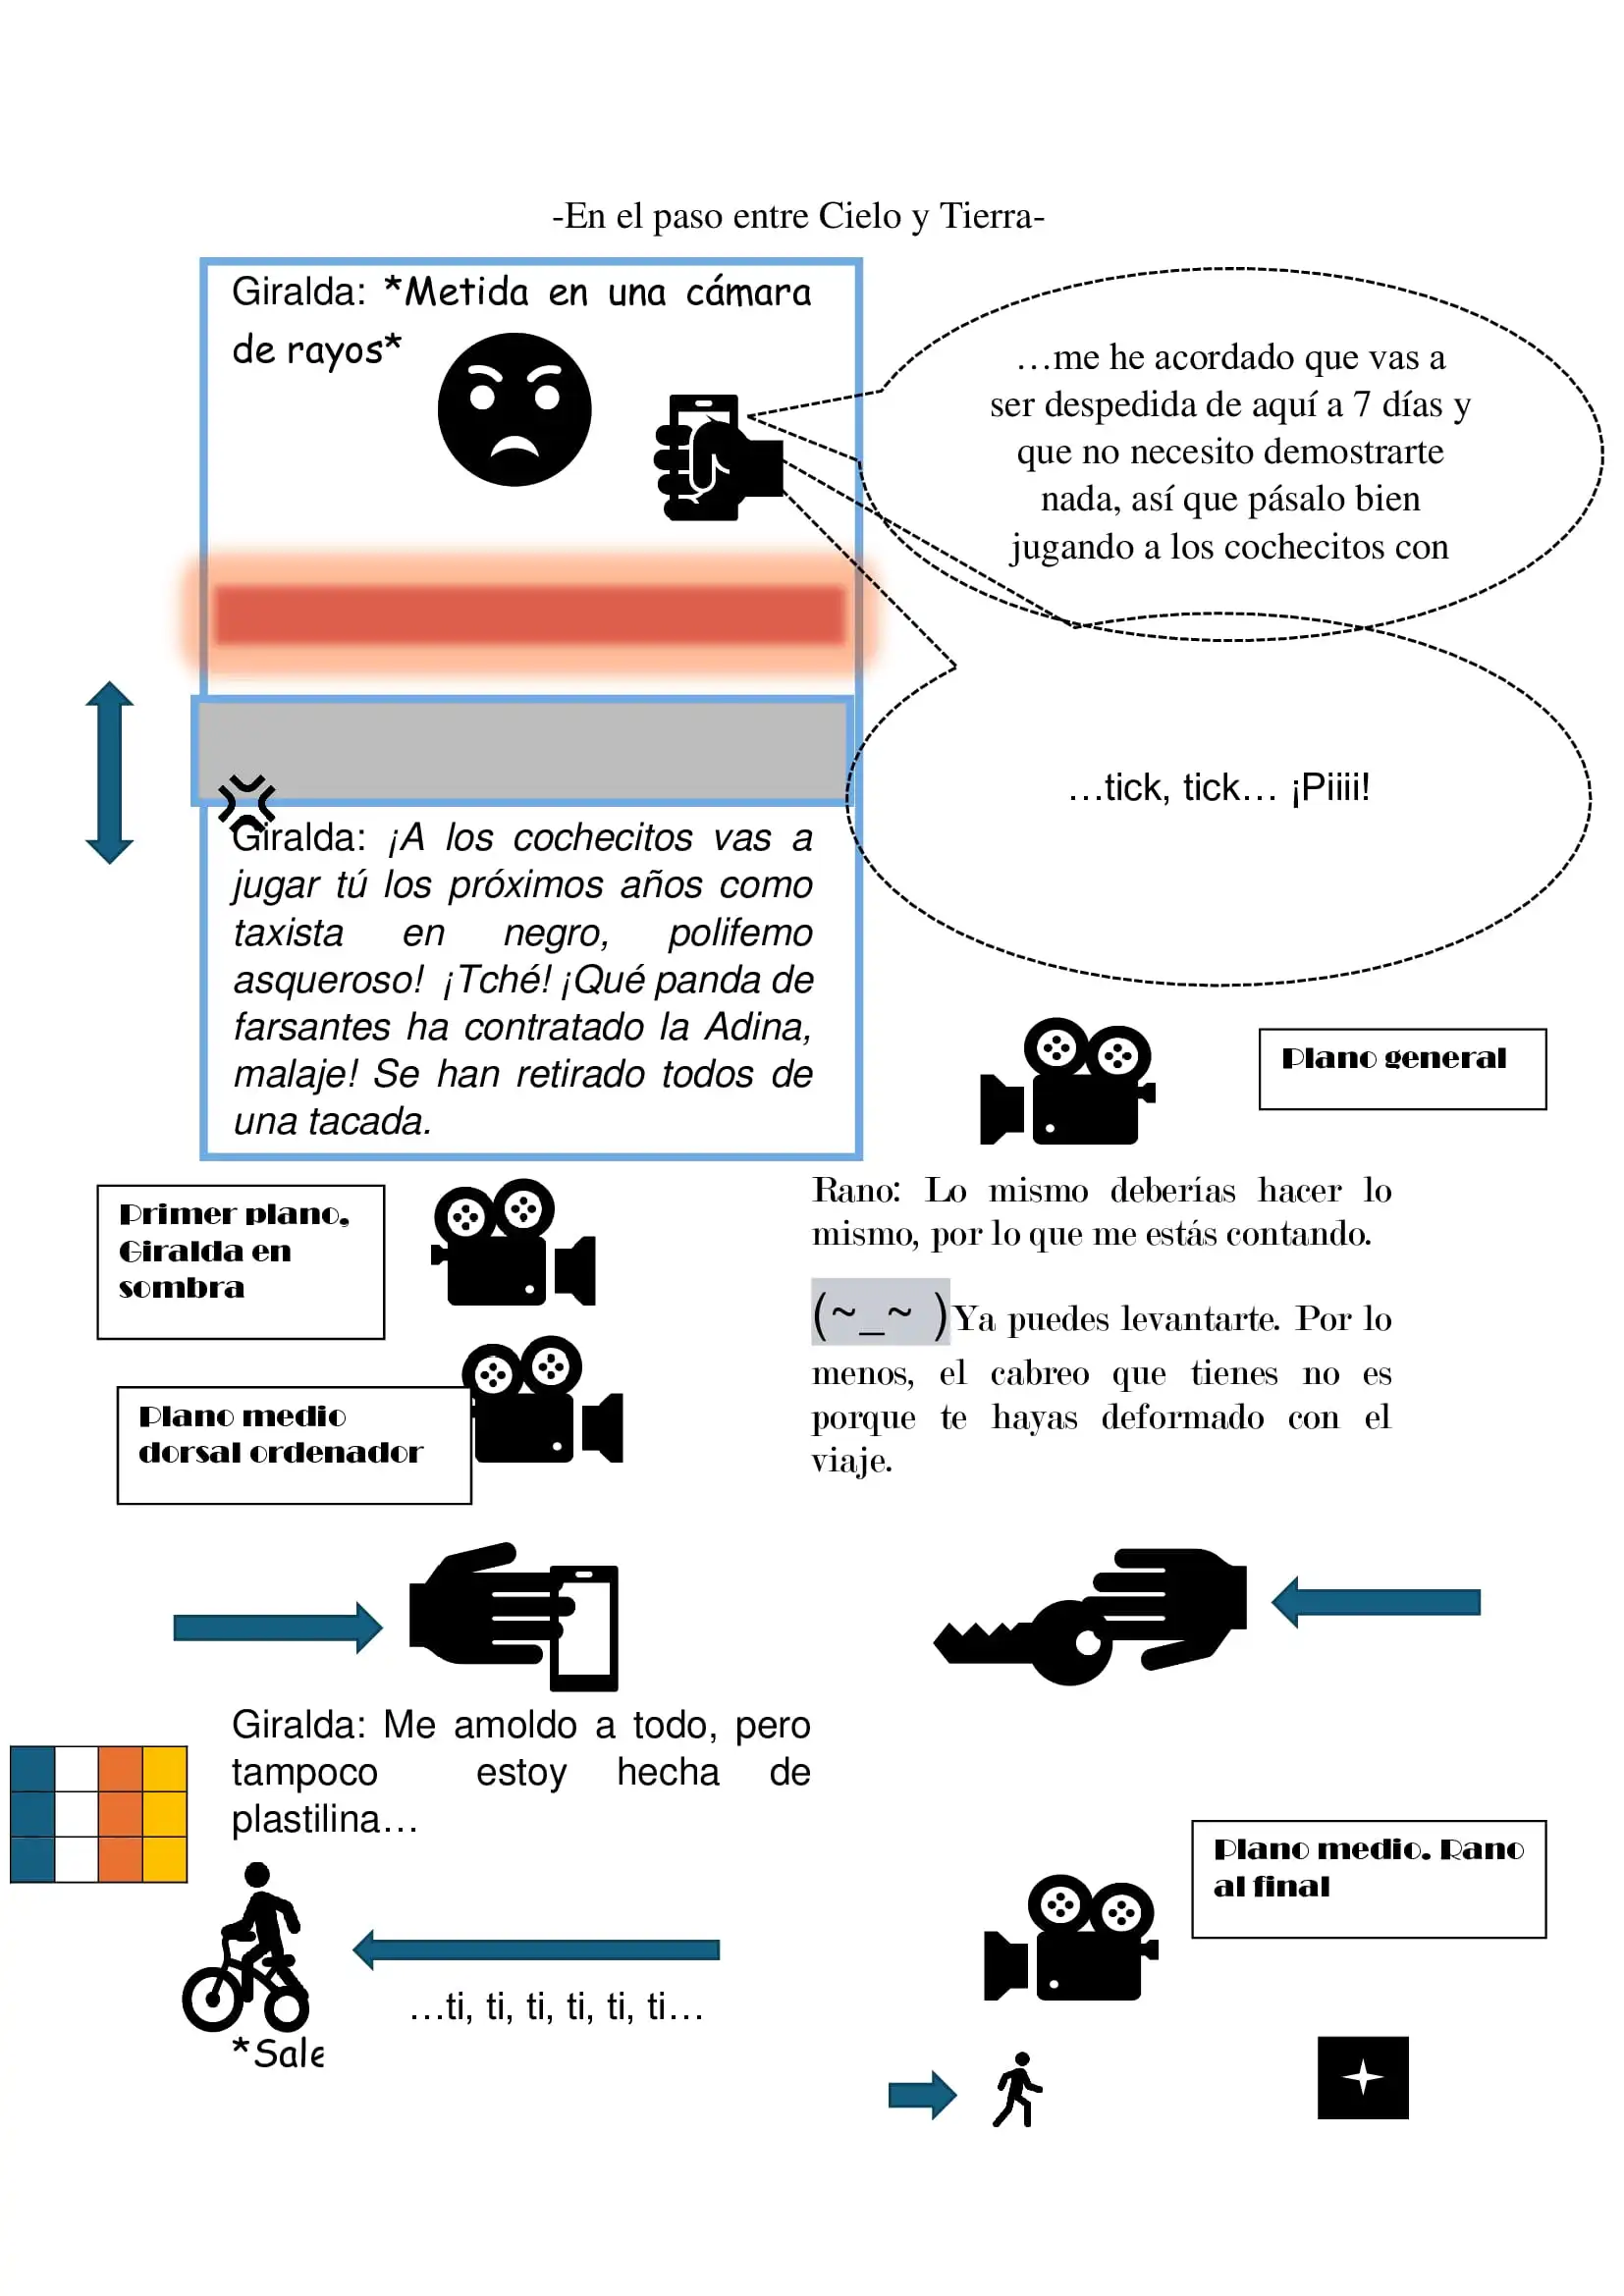 -En el paso entre Cielo y Tierra-
Giralda: *Metida en una cámara
de rayos*
…me he acordado que vas a
ser despedida de aquí a 7 días y
que no necesito demostrarte
nada, así que pásalo bien
jugando a los cochecitos con
…tick, tick… ¡Piiii!
Giralda: ¡A los cochecitos vas a
jugar tú los próximos años como
taxista en negro, polifemo
asqueroso! ¡Tché! ¡Qué panda de
farsantes ha contratado la Adina,
malaje! Se han retirado todos de
una tacada.
Plano general
Primer plano.
Giralda en
sombra
Rano: Lo mismo deberías hacer lo
mismo, por lo que me estás contando.
(~_~ )Ya puedes levantarte. Por lo
menos, el cabreo que tienes no es
porque te hayas deformado con el
viaje.
Plano medio
dorsal ordenador
Giralda: Me amoldo a todo, pero
tampoco estoy hecha de
plastilina…
Plano medio. Rano
al final
…ti, ti, ti, ti, ti, ti…
*Sale